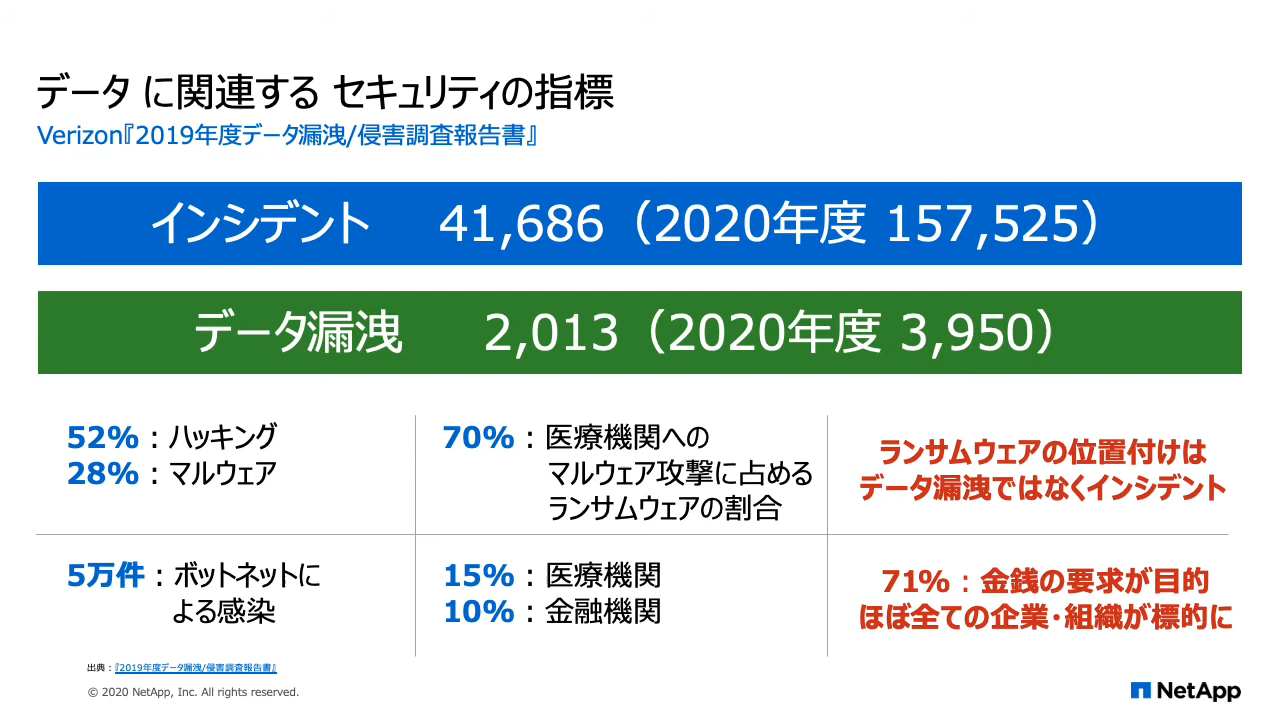 データ に関連する セキュリティの指標
Verizon『2019年度データ漏洩/侵害調査報告書』
インシデント 41,686（2020年度 157,525）
データ漏洩 2,013（2020年度 3,950）
52%：ハッキング
28%：マルウェア
70%：医療機関への
マルウェア攻撃に占める
ランサムウェアの割合
ランサムウェアの位置付けは
データ漏洩ではなくインシデント
5万件：ボットネットに
よる感染
15%：医療機関
10%：金融機関
71%：金銭の要求が目的
ほぼ全ての企業・組織が標的に
出典：『2019年度データ漏洩/侵害調査報告書』
© 2020 NetApp, Inc. All rights reserved.
NetApp